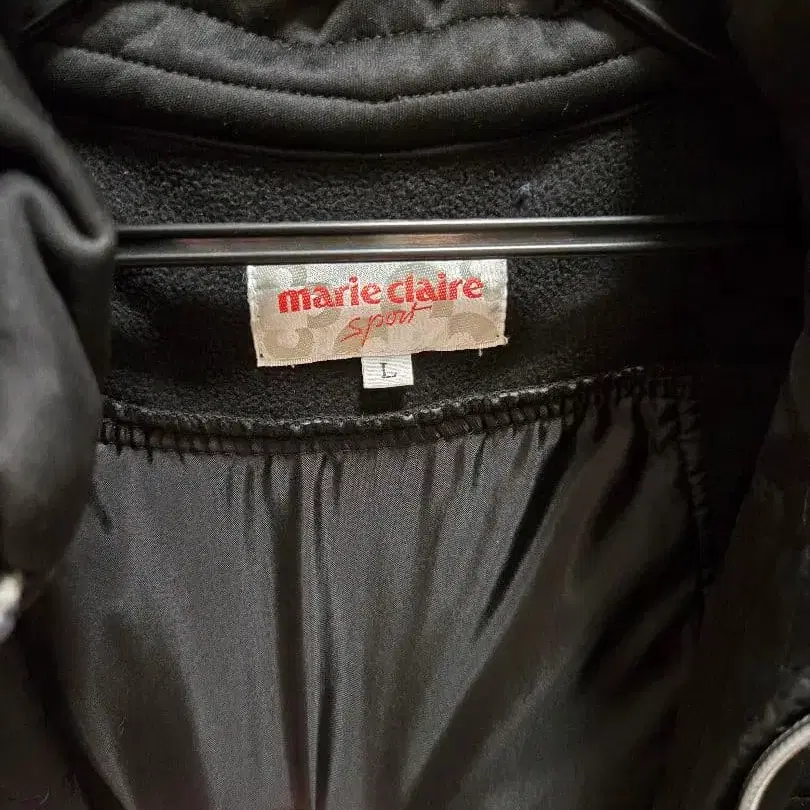 marie claire
sport
L